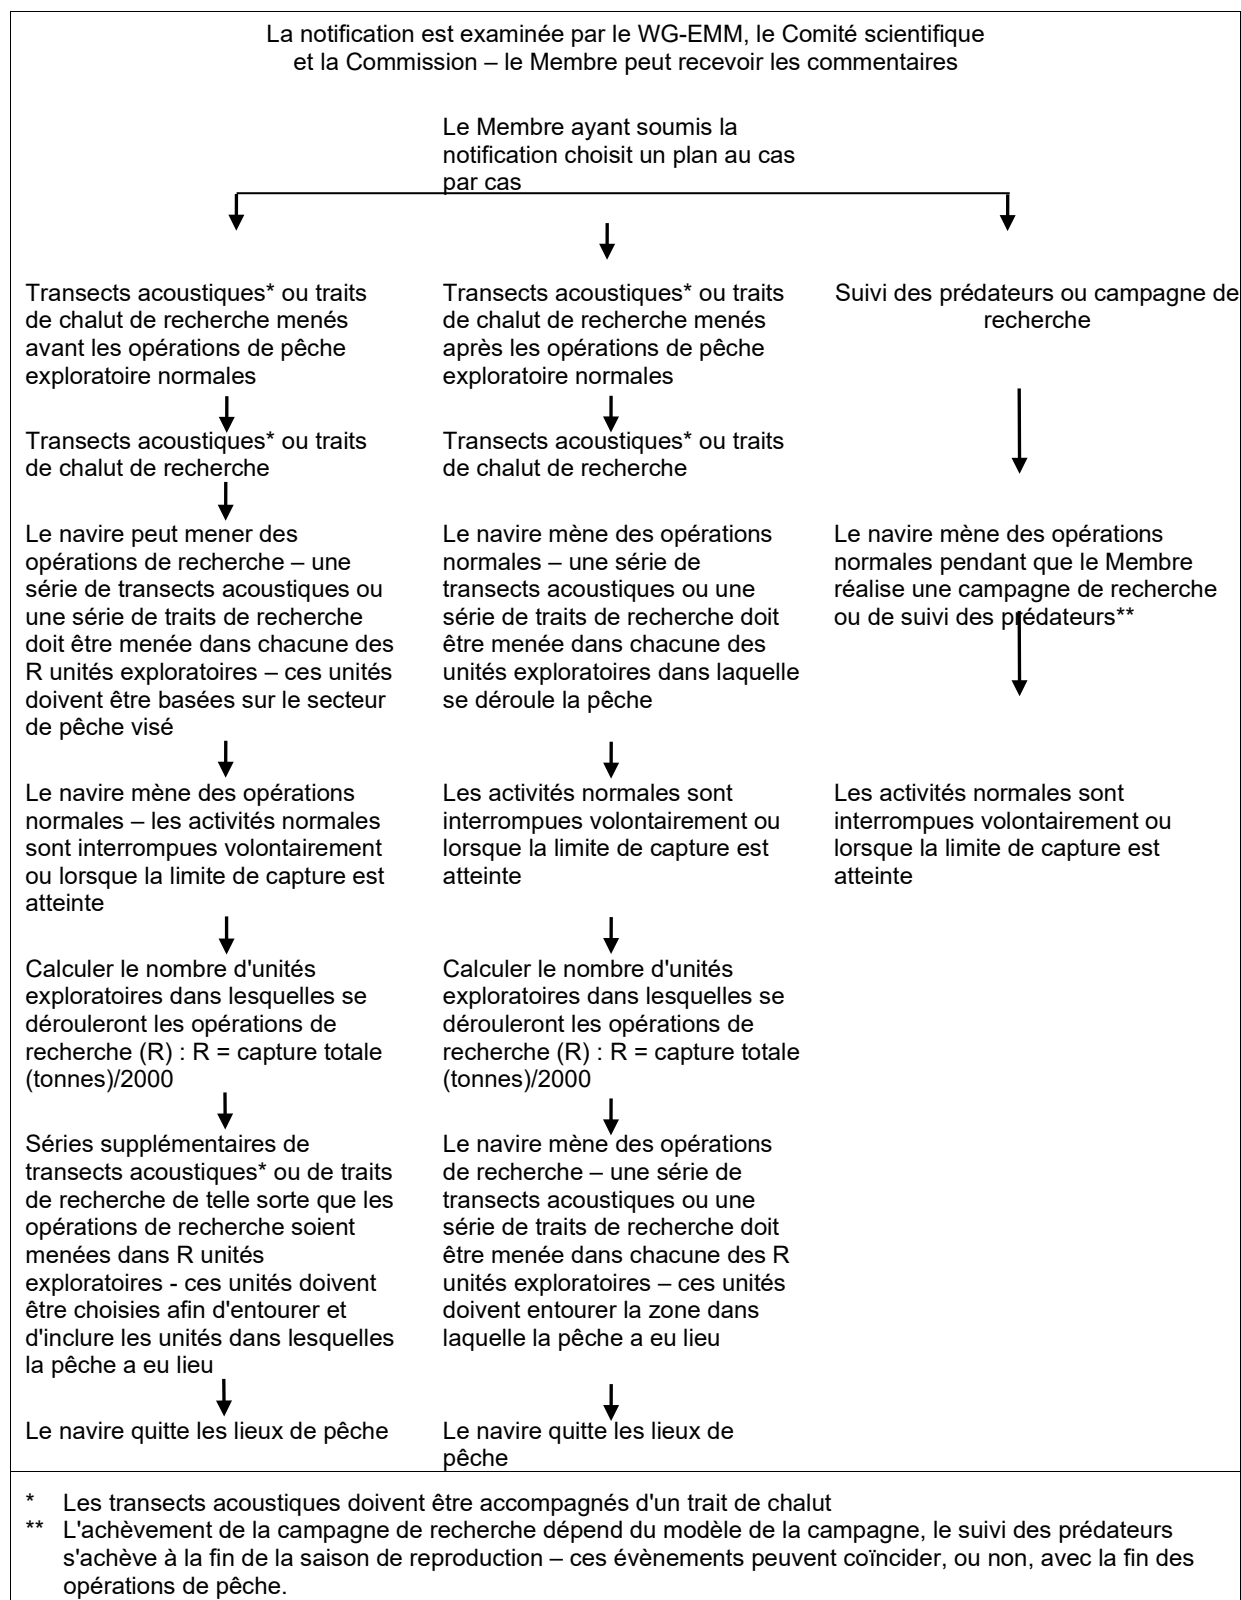 La notification est examinée par le WG-EMM, le Comité scientifique
et la Commission – le Membre peut recevoir les commentaires
Le Membre ayant soumis la
notification choisit un plan au cas
par cas
Transects acoustiques* ou traits
de chalut de recherche menés
avant les opérations de pêche
exploratoire normales
Transects acoustiques* ou traits
de chalut de recherche
Le navire peut mener des
opérations de recherche – une
série de transects acoustiques ou
une série de traits de recherche
doit être menée dans chacune des
R unités exploratoires – ces unités
doivent être basées sur le secteur
de pêche visé
Le navire mène des opérations
normales – les activités normales
sont interrompues volontairement
ou lorsque la limite de capture est
atteinte
Calculer le nombre d'unités
exploratoires dans lesquelles se
dérouleront les opérations de
recherche (R) : R = capture totale
(tonnes)/2000
Séries supplémentaires de
transects acoustiques* ou de traits
de recherche de telle sorte que les
opérations de recherche soient
menées dans R unités
exploratoires - ces unités doivent
être choisies afin d'entourer et
d'inclure les unités dans lesquelles
la pêche a eu lieu
Le navire quitte les lieux de pêche
Transects acoustiques* ou traits
de chalut de recherche menés
après les opérations de pêche
exploratoire normales
Transects acoustiques* ou traits
de chalut de recherche
Le navire mène des opérations
normales – une série de
transects acoustiques ou une
série de traits de recherche doit
être menée dans chacune des
unités exploratoires dans laquelle
se déroule la pêche
Les activités normales sont
interrompues volontairement ou
lorsque la limite de capture est
atteinte
Calculer le nombre d'unités
exploratoires dans lesquelles se
dérouleront les opérations de
recherche (R) : R = capture totale
(tonnes)/2000
Le navire mène des opérations
de recherche – une série de
transects acoustiques ou une
série de traits de recherche doit
être menée dans chacune des R
unités exploratoires – ces unités
doivent entourer la zone dans
laquelle la pêche a eu lieu
Le navire quitte les lieux de
pêche
Suivi des prédateurs ou campagne de
recherche
Le navire mène des opérations
normales pendant que le Membre
réalise une campagne de recherche
ou de suivi des prédateurs**
Les activités normales sont
interrompues volontairement ou
lorsque la limite de capture est
atteinte
* Les transects acoustiques doivent être accompagnés d'un trait de chalut
** L'achèvement de la campagne de recherche dépend du modèle de la campagne, le suivi des prédateurs
s'achève à la fin de la saison de reproduction – ces évènements peuvent coïncider, ou non, avec la fin des
opérations de pêche.